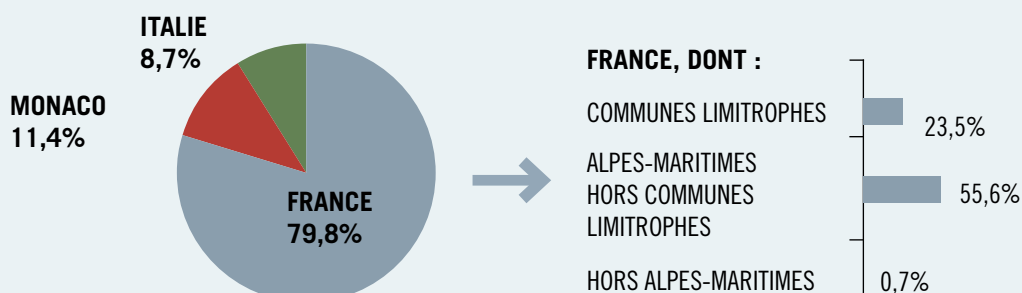 ITALIE
8,7%
MONACO
11,4%
FRANCE
79,8%
FRANCE, DONT :
COMMUNES LIMITROPHES
23,5%
ALPES-MARITIMES
HORS COMMUNES
LIMITROPHES
55,6%
HORS ALPES-MARITIMES
0,7%